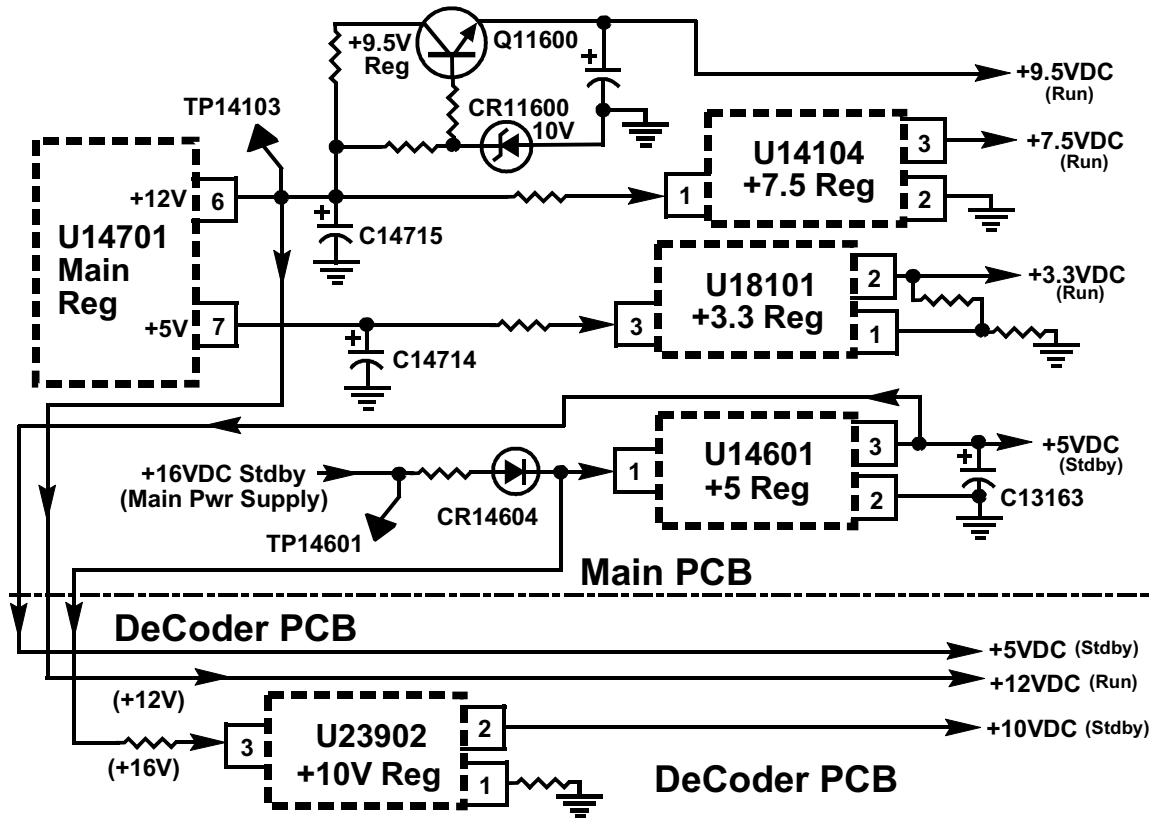 +9.5V
Reg
Q11600
+9.5VDC
(Run)
TP14103
CR11600
10V
U14104
+7.5 Reg
1
3
2
+7.5VDC
(Run)
U14701
Main
Reg
+12V
6
+5V
7
C14715
U18101
+3.3 Reg
3
2
1
+3.3VDC
(Run)
C14714
+16VDC Stdby
(Main Pwr Supply)
CR14604
TP14601
U14601
+5 Reg
1
3
2
+5VDC
(Stdby)
C13163
Main PCB
DeCoder PCB
+5VDC (Stdby)
+12VDC (Run)
(+12V)
+10VDC (Stdby)
(+16V)
U23902
+10V Reg
3
2
1
DeCoder PCB